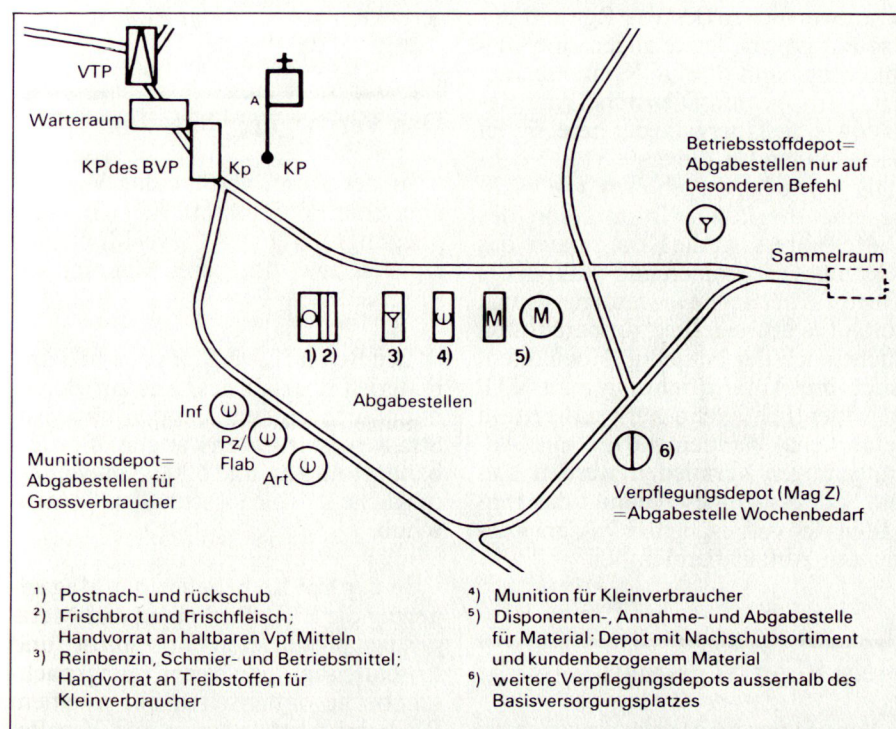 VTP
Warteraum
KP des BVP
Kp
A
KP
Betriebsstoffdepot=
Abgabestellen nur auf
besonderen Befehl
Sammelraum
M
M
1) 2)
3)
4)
5)
Abgabestellen
Inf
Pz/
Flab
Art
Munitionsdepot=
Abgabestellen für
Grossverbraucher
6)
Verpflegungsdepot (Mag Z)
=Abgabestelle Wochenbedarf
1) Postnach- und rückschub
2) Frischbrot und Frischfleisch;
Handvorrat an haltbaren Vpf Mitteln
3) Reinbenzin, Schmier- und Betriebsmittel;
Handvorrat an Treibstoffen für
Kleinverbraucher
4) Munition für Kleinverbraucher
5) Disponenten-, Annahme- und Abgabestelle
für Material; Depot mit Nachschubsortiment
und kundenbezogenem Material
6) weitere Verpflegungsdepots ausserhalb des
Basisversorgungsplatzes